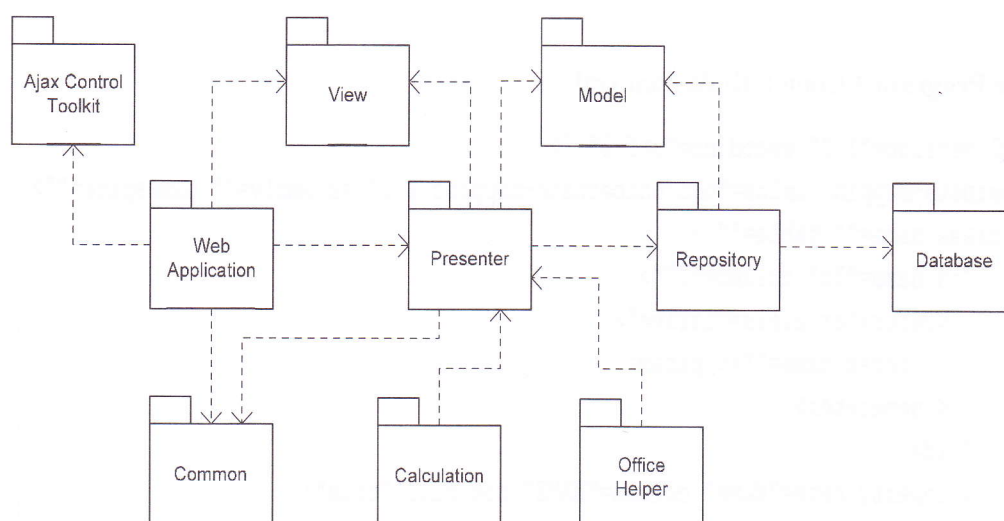 Ajax Control
Toolkit
View
Model
Web
Application
Presenter
Repository
Database
Common
Calculation
Office
Helper